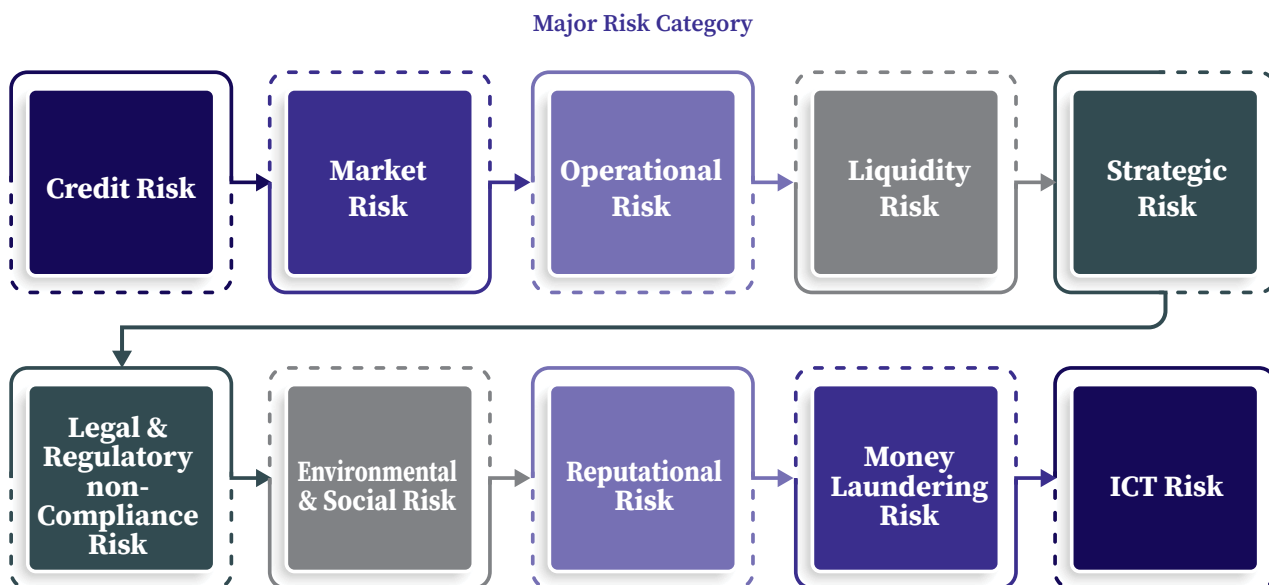 Major Risk Category
Credit Risk
Market
Risk
Operational
Risk
Liquidity
Risk
Strategic
Risk
Legal &
Regulatory
non-
Compliance
Risk
Environmental
& Social Risk
Reputational
Risk
Money
Laundering
Risk
ICT Risk